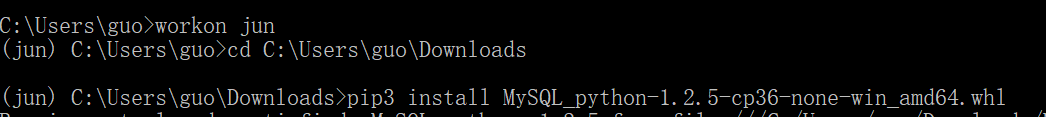 C:\Users\guo>workon jun
(jun) C:\Users\guo>cd C:\Users\guo\Downloads
(jun) C:\Users\guo\Downloads>pip3 install MySQL_python-1.2.5-cp36-none-win_amd64.whl